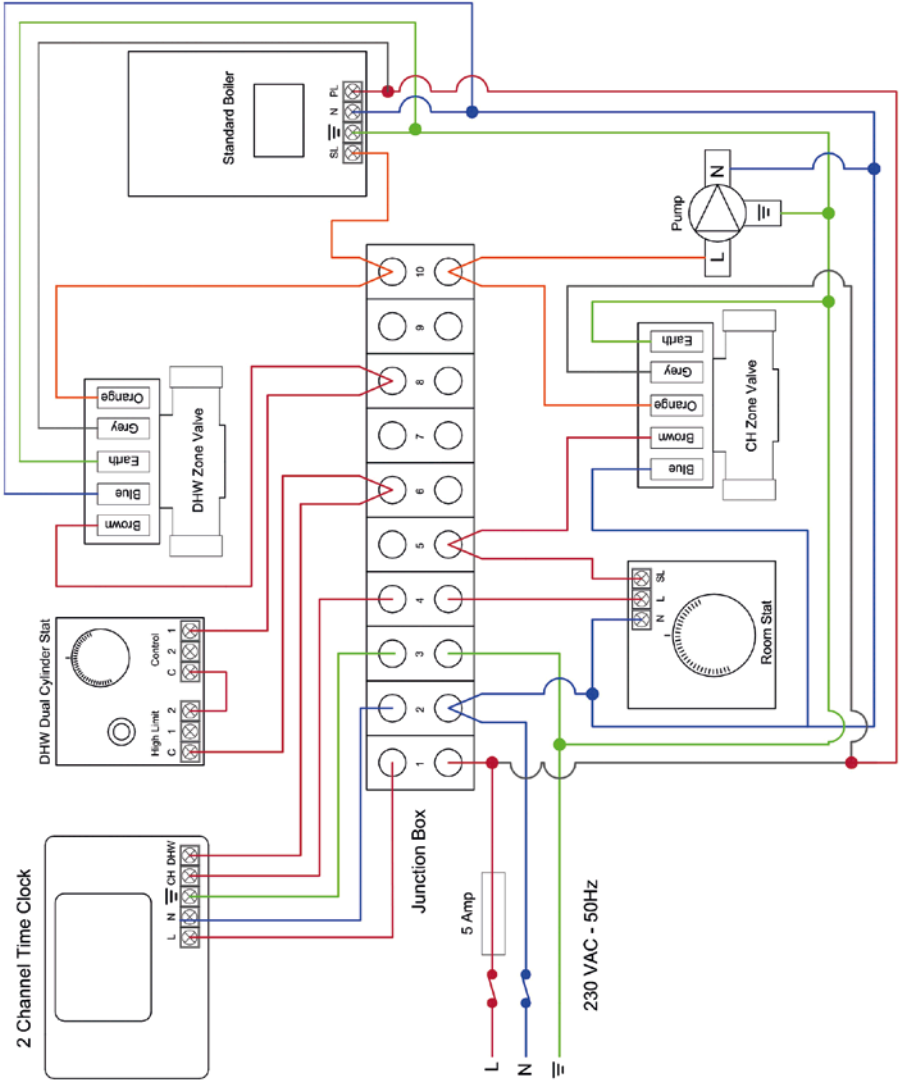 2 Channel Time Clock
L
N
CH
DHW
DHW Dual Cylinder Stat
High Limit
C
1
2
Control
C
2
1
DHW Zone Valve
Brown
Blue
Earth
Grey
Orange
Standard Boiler
SL
N
PL
Junction Box
1
2
3
4
5
6
7
8
9
10
Room Stat
N
L
SL
CH Zone Valve
Blue
Brown
Orange
Grey
Earth
Pump
L
N
5 Amp
L
N
230 VAC - 50Hz